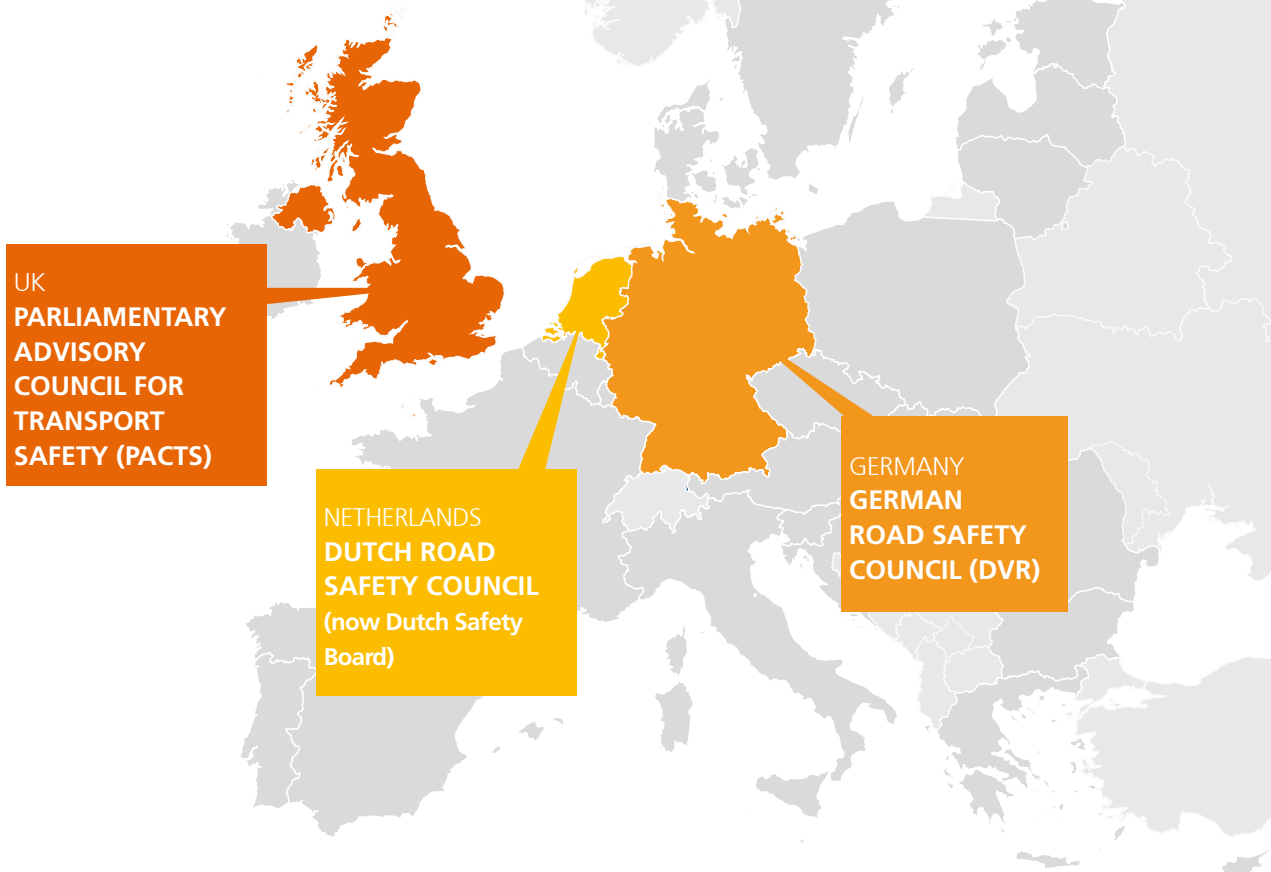 UK
PARLIAMENTARY
ADVISORY
COUNCIL FOR
TRANSPORT
SAFETY (PACTS)
NETHERLANDS
DUTCH ROAD
SAFETY COUNCIL
(now Dutch Safety
Board)
GERMANY
GERMAN
ROAD SAFETY
COUNCIL (DVR)